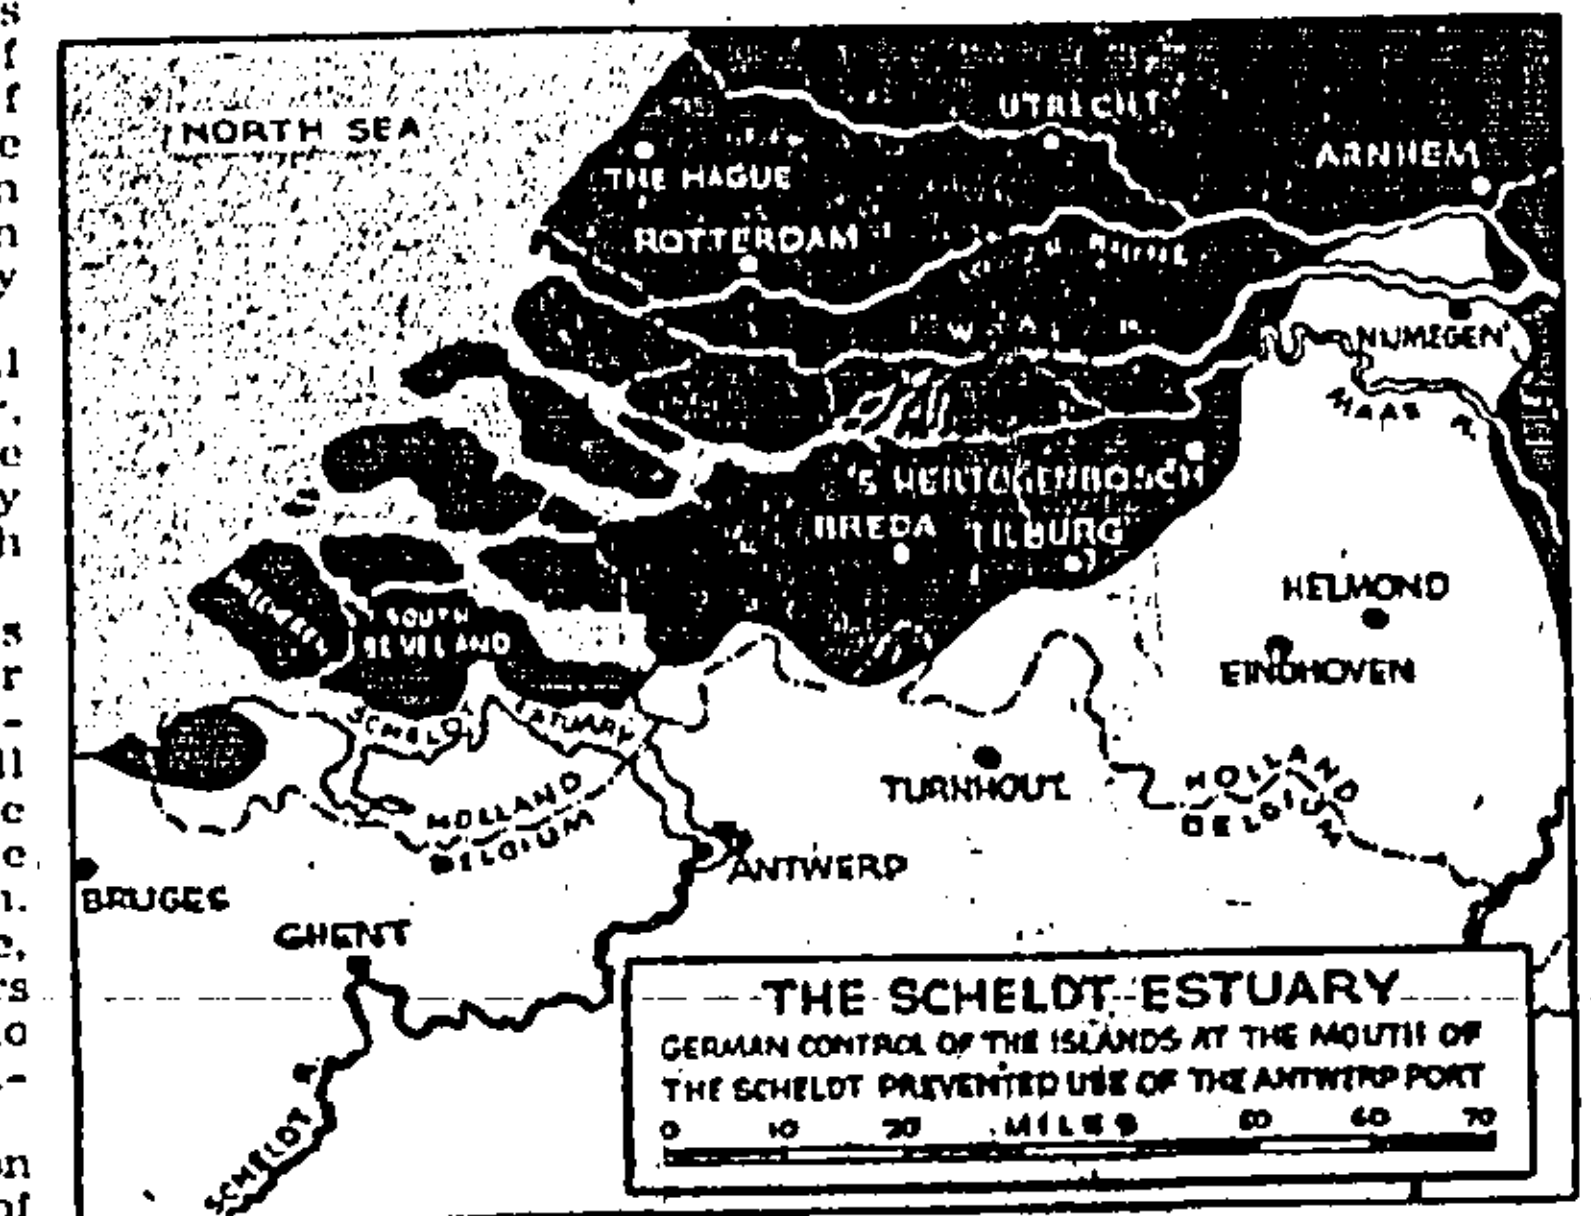 NORTH SEA
UTRECHT
ARNHEM
THE HAGUE
ROTTERDAM
NIJMEGEN
MAAS R.
'S HERTOGENBOSCH
BREDA
TILBURG
HELMOND
SOUTH
BEVELAND
EINDHOVEN
SCHELDT ESTUARY
TURNHOUT
HOLLAND
BELGIUM
HOLLAND
BELGIUM
ANTWERP
BRUGES
GHENT
SCHELDT R.
THE SCHELDT ESTUARY
GERMAN CONTROL OF THE ISLANDS AT THE MOUTH OF
THE SCHELDT PREVENTED USE OF THE ANTWERP PORT
0 10 20 MILES 50 60 70